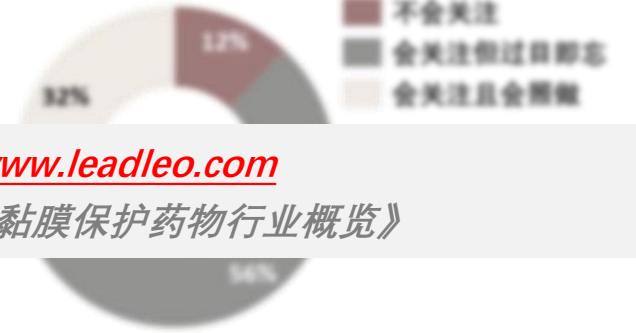 12%
不会关注
会关注但过目即忘
32%
会关注且会照做
www.leadleo.com
黏膜保护药物行业概览》
56%